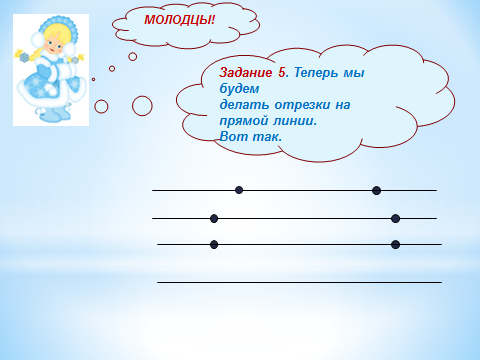 МОЛОДЦЫ!
Задание 5. Теперь мы
будем
делать отрезки на
прямой линии.
Вот так.